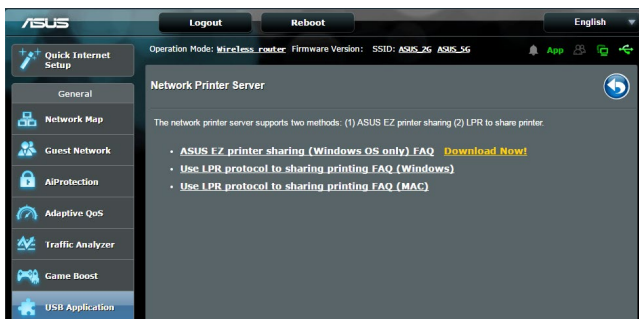 ASUS
Logout
Reboot
English
Quick Internet
Setup
Operation Mode: Wireless router Firmware Version: SSID: ASUS_2G ASUS_5G
App
General
Network Map
Guest Network
AiProtection
Adaptive QoS
Traffic Analyzer
Game Boost
USB Application
Network Printer Server
The network printer server supports two methods: (1) ASUS EZ printer sharing (2) LPR to share printer.
ASUS EZ printer sharing (Windows OS only) FAQ Download Now!
Use LPR protocol to sharing printing FAQ (Windows)
Use LPR protocol to sharing printing FAQ (MAC)